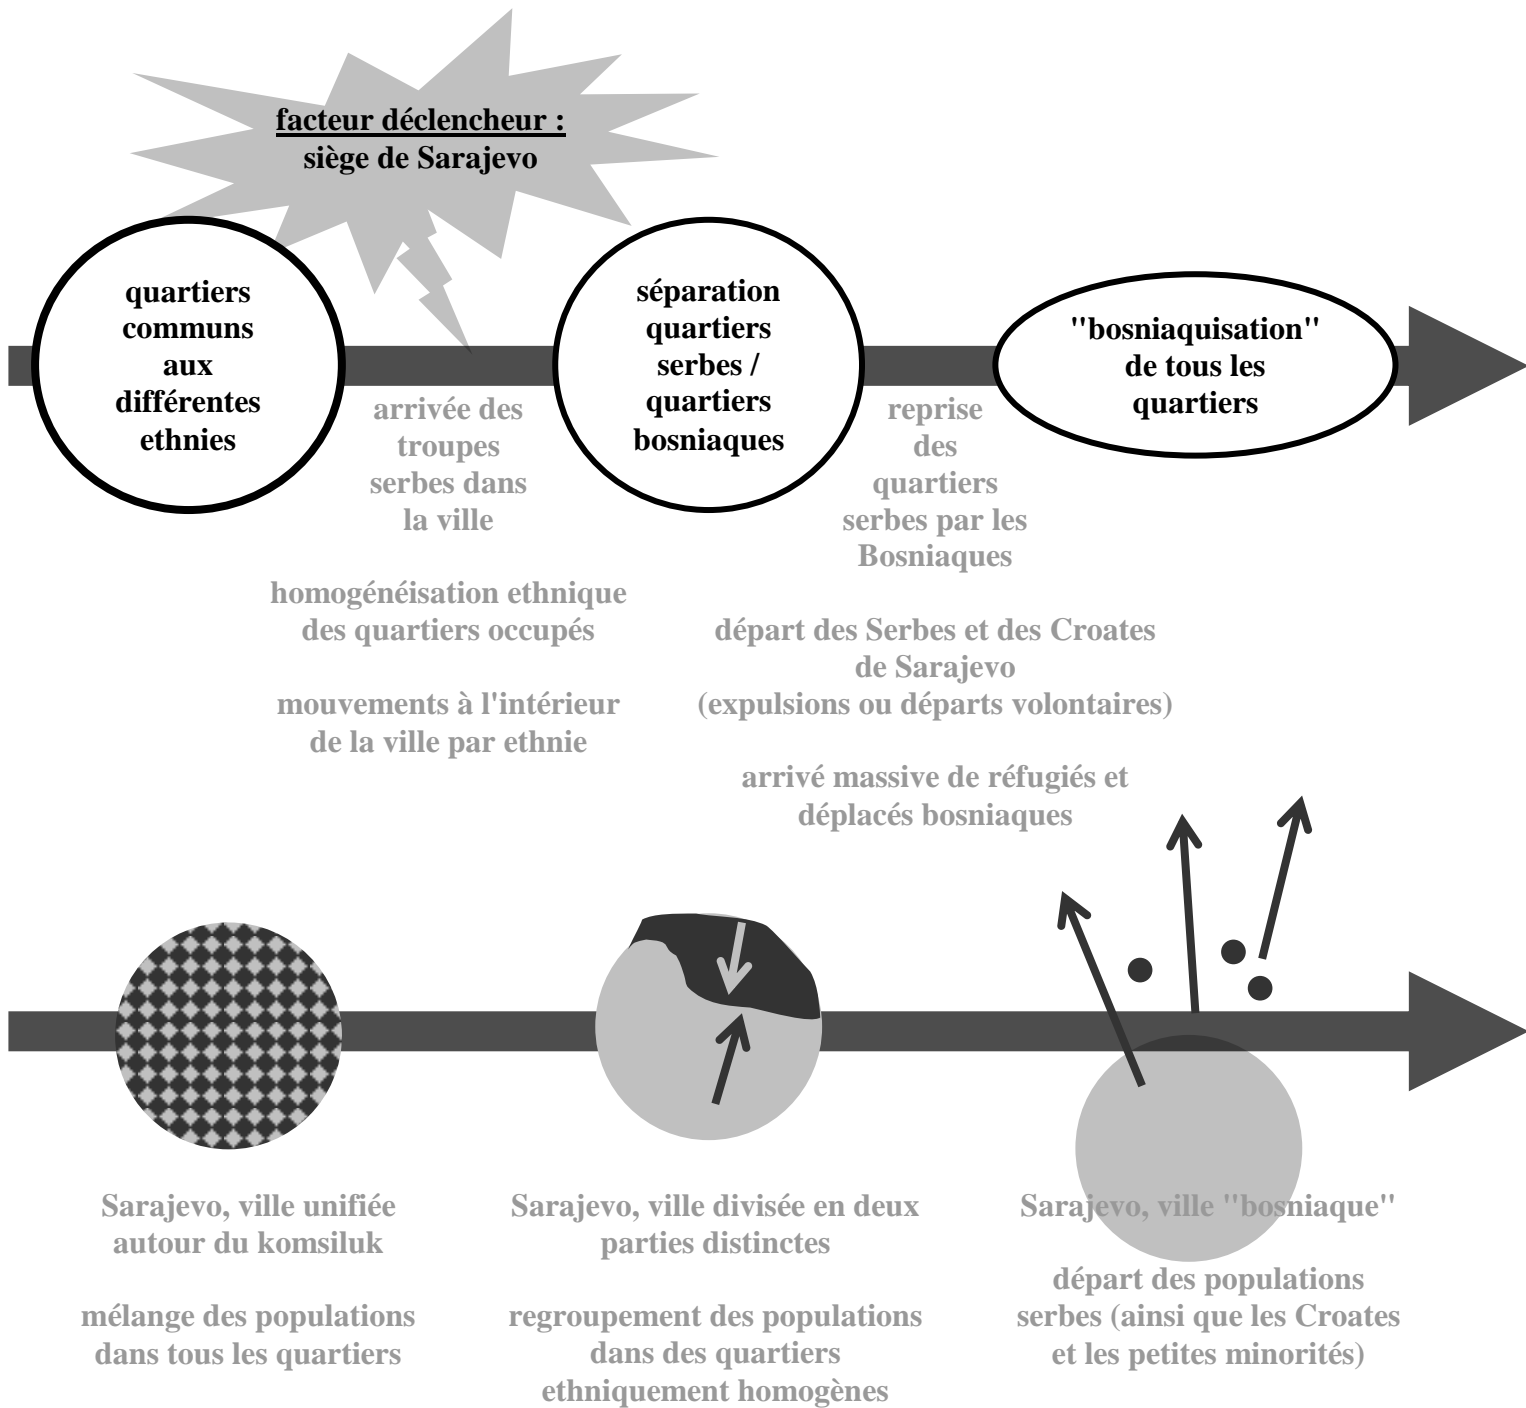 facteur déclencheur :
siège de Sarajevo
quartiers
communs
aux
différentes
ethnies
séparation
quartiers
serbes /
quartiers
bosniaques
"bosniaquisation"
de tous les
quartiers
arrivée des
troupes
serbes dans
la ville
homogénéisation ethnique
des quartiers occupés
mouvements à l'intérieur
de la ville par ethnie
reprise
des
quartiers
serbes par les
Bosniaques
départ des Serbes et des Croates
de Sarajevo
(expulsions ou départs volontaires)
arrivé massive de réfugiés et
déplacés bosniaques
Sarajevo, ville unifiée
autour du komsiluk
mélange des populations
dans tous les quartiers
Sarajevo, ville divisée en deux
parties distinctes
regroupement des populations
dans des quartiers
ethniquement homogènes
Sarajevo, ville "bosniaque"
départ des populations
serbes (ainsi que les Croates
et les petites minorités)